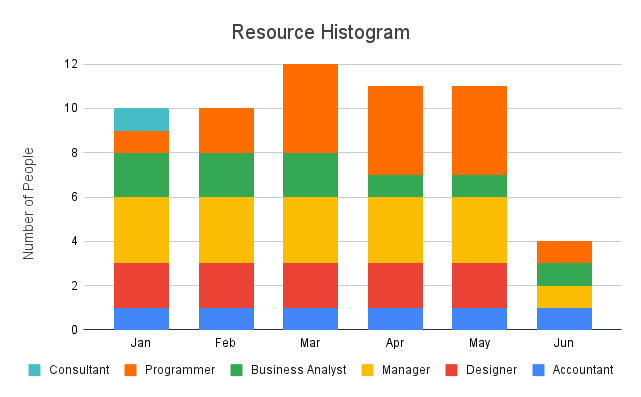 Resource Histogram
Number of People
12
10
8
6
4
2
0
Jan Feb Mar Apr May Jun
Consultant Programmer Business Analyst Manager Designer Accountant